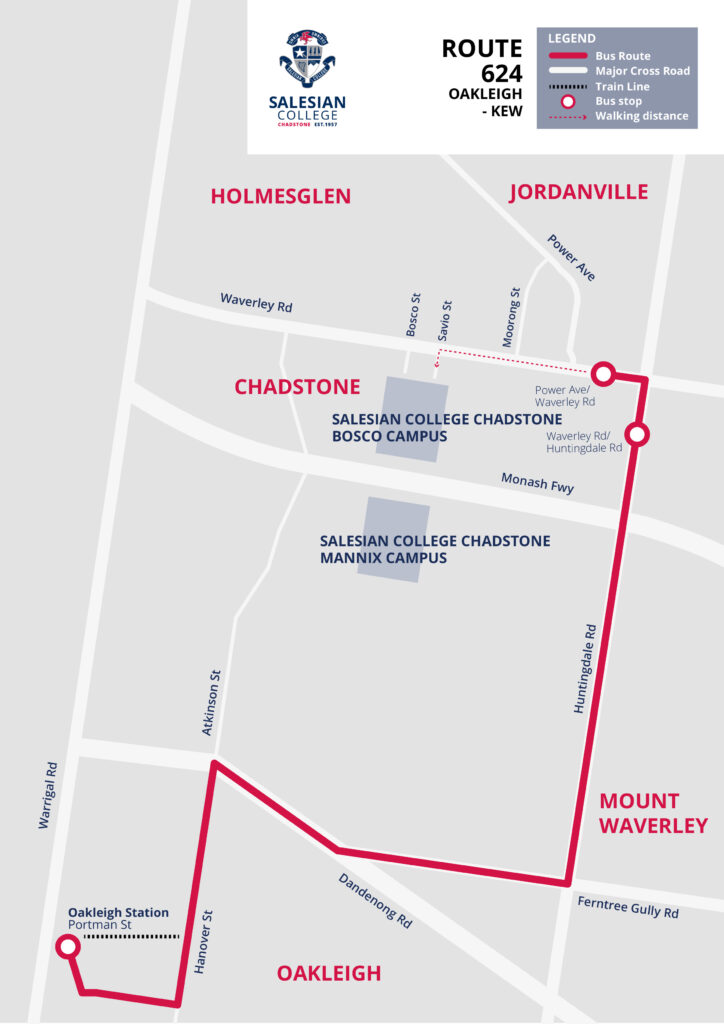 SALESIAN
COLLEGE
CHADSTONE EST.1957
ROUTE
624
OAKLEIGH
- KEW
LEGEND
Bus Route
Major Cross Road
Train Line
Bus stop
Walking distance
HOLMESGLEN
JORDANVILLE
Power Ave
Waverley Rd
Bosco St
Savio St
Moorong St
CHADSTONE
Power Ave/
Waverley Rd
SALESIAN COLLEGE CHADSTONE
BOSCO CAMPUS
Waverley Rd/
Huntingdale Rd
Monash Fwy
SALESIAN COLLEGE CHADSTONE
MANNIX CAMPUS
Huntingdale Rd
Atkinson St
Warrigal Rd
MOUNT
WAVERLEY
Dandenong Rd
Ferntree Gully Rd
Oakleigh Station
Portman St
Hanover St
OAKLEIGH